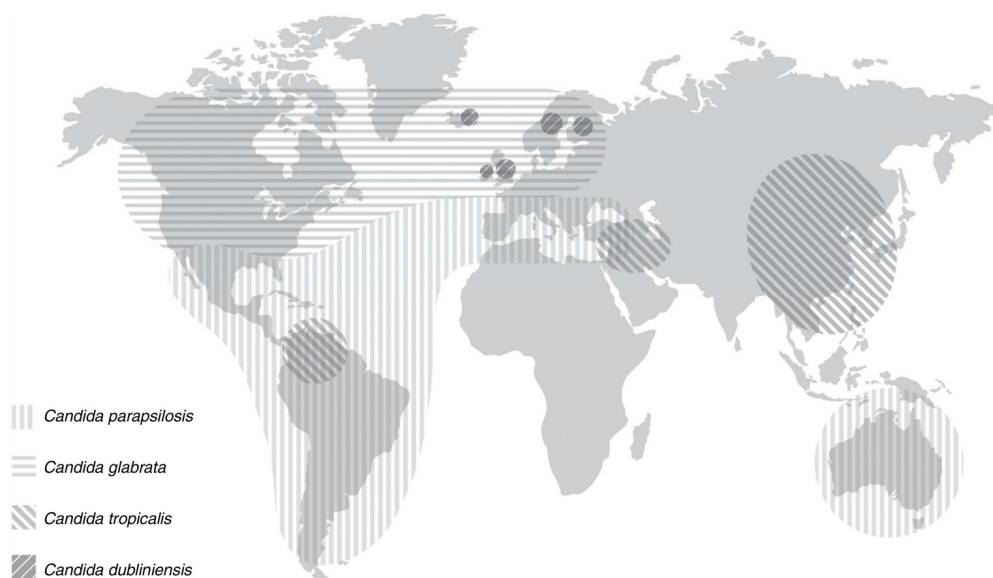 Candida parapsilosis
Candida glabrata
Candida tropicalis
Candida dubliniensis